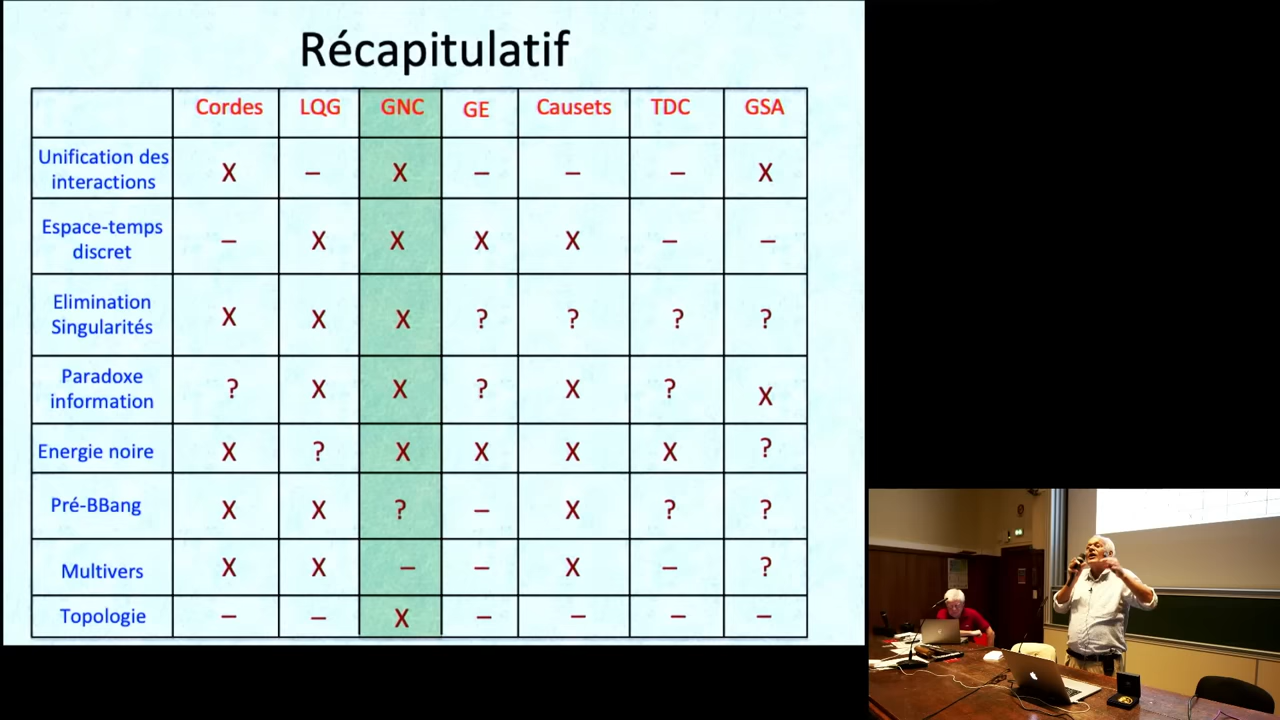 Récapitulatif
Cordes LQG GNC GE Causets TDC GSA
Unification des
interactions
X – X – – – X
Espace-temps
discret
– X X X X – –
Elimination
Singularités
X X X ? ? ? ?
Paradoxe
information
? X X ? X ? X
Energie noire X ? X X X X ?
Pré-BBang X X ? – X ? ?
Multivers X X – – X – ?
Topologie – – X – – – –